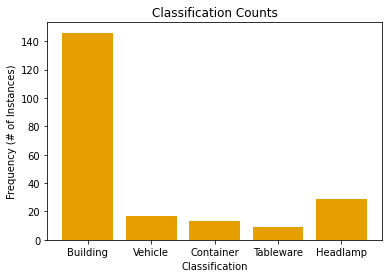 Classification Counts
Frequency (# of Instances)
140
120
100
80
60
40
20
0
Building Vehicle Container Tableware Headlamp
Classification